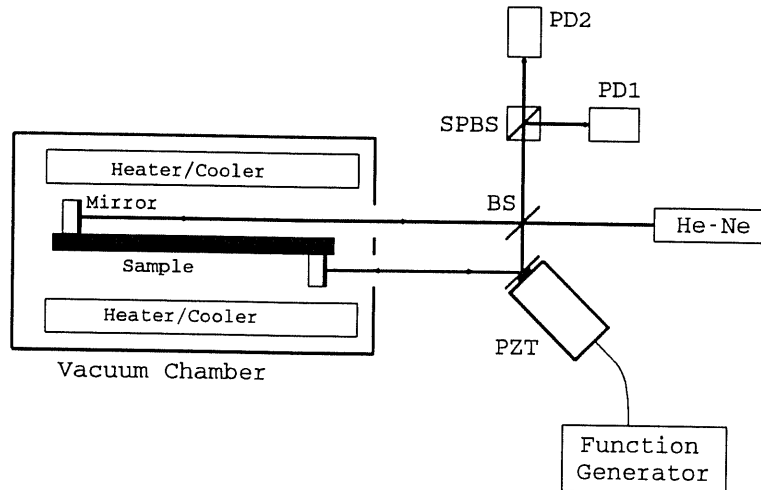 PD2
PD1
SPBS
Heater/Cooler
Mirror
BS
He-Ne
Sample
Heater/Cooler
PZT
Vacuum Chamber
Function
Generator